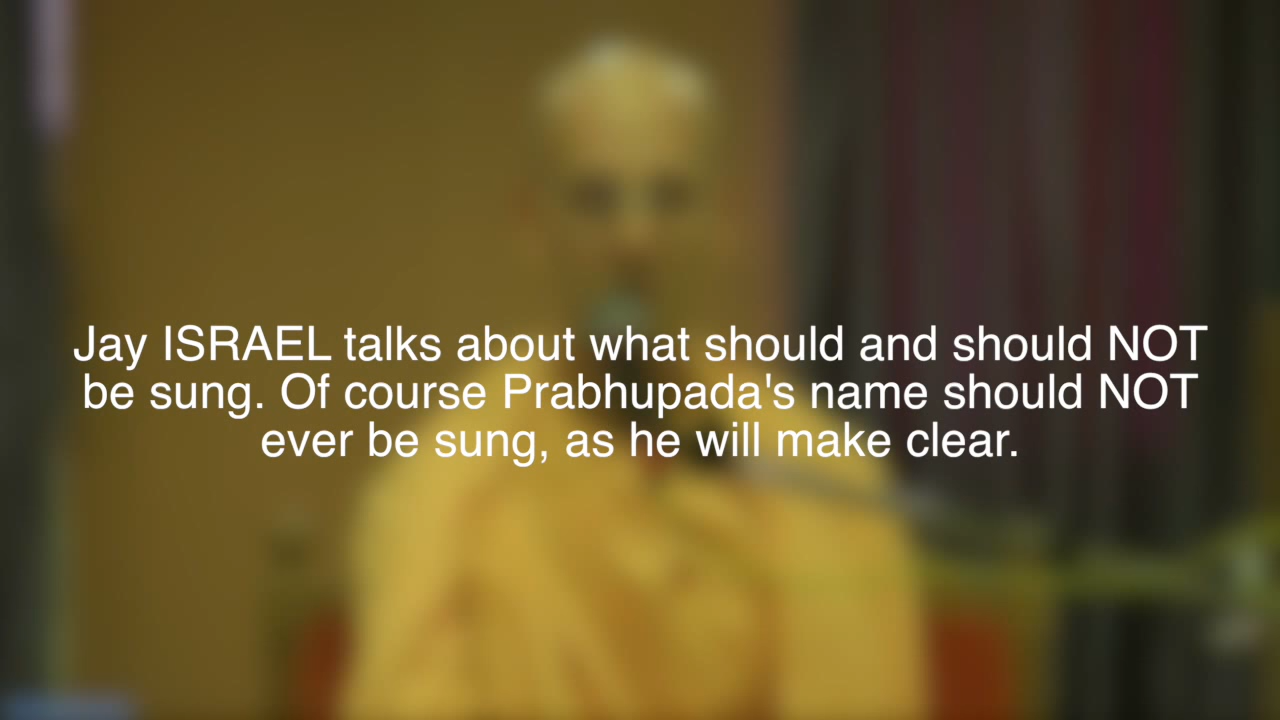 Jay ISRAEL talks about what should and should NOT
be sung. Of course Prabhupada's name should NOT
ever be sung, as he will make clear.